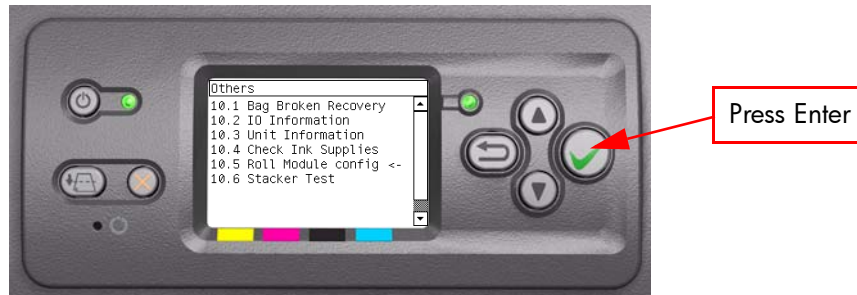 Others
10.1 Bag Broken Recovery
10.2 IO Information
10.3 Unit Information
10.4 Check Ink Supplies
10.5 Roll Module config <-
10.6 Stacker Test
Press Enter